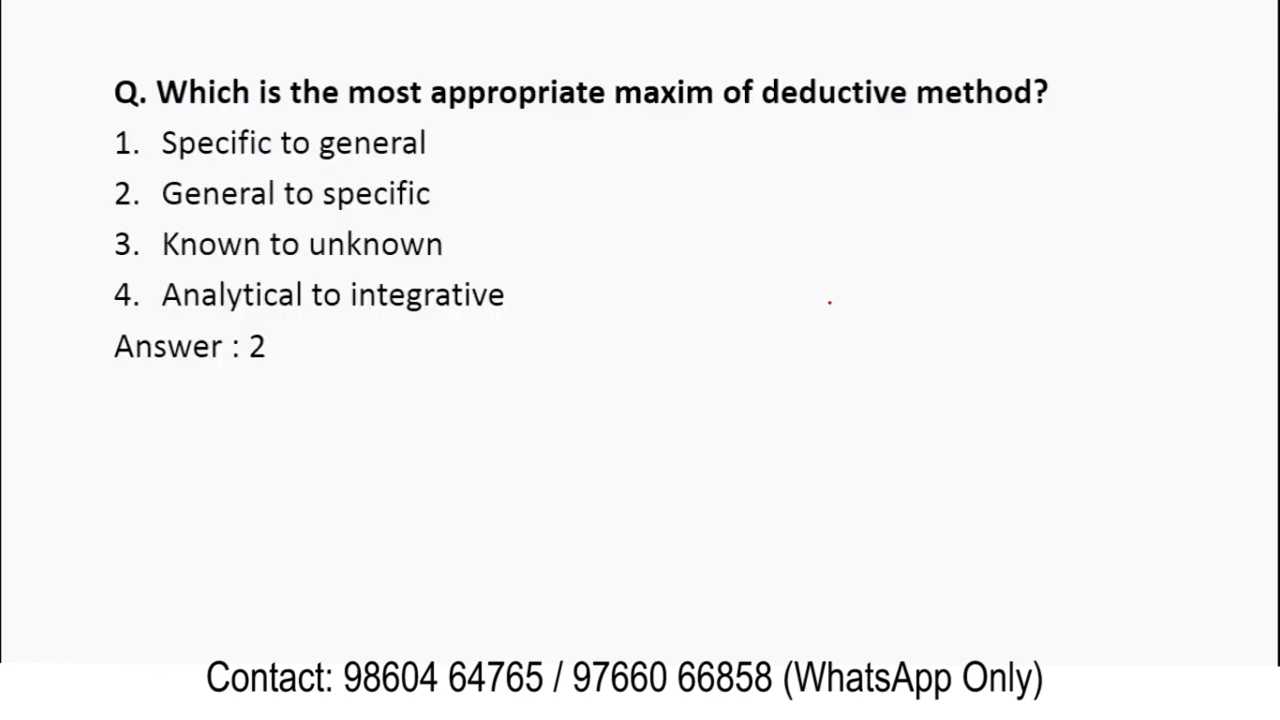 Q. Which is the most appropriate maxim of deductive method?
1. Specific to general
2. General to specific
3. Known to unknown
4. Analytical to integrative
Answer : 2
Contact: 98604 64765 / 97660 66858 (WhatsApp Only)